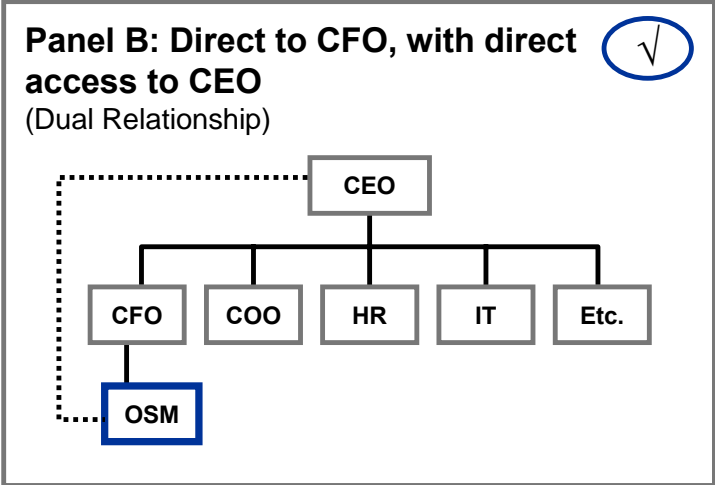 Panel B: Direct to CFO, with direct
access to CEO
√
(Dual Relationship)
CEO
CFO
COO
HR
IT
Etc.
OSM